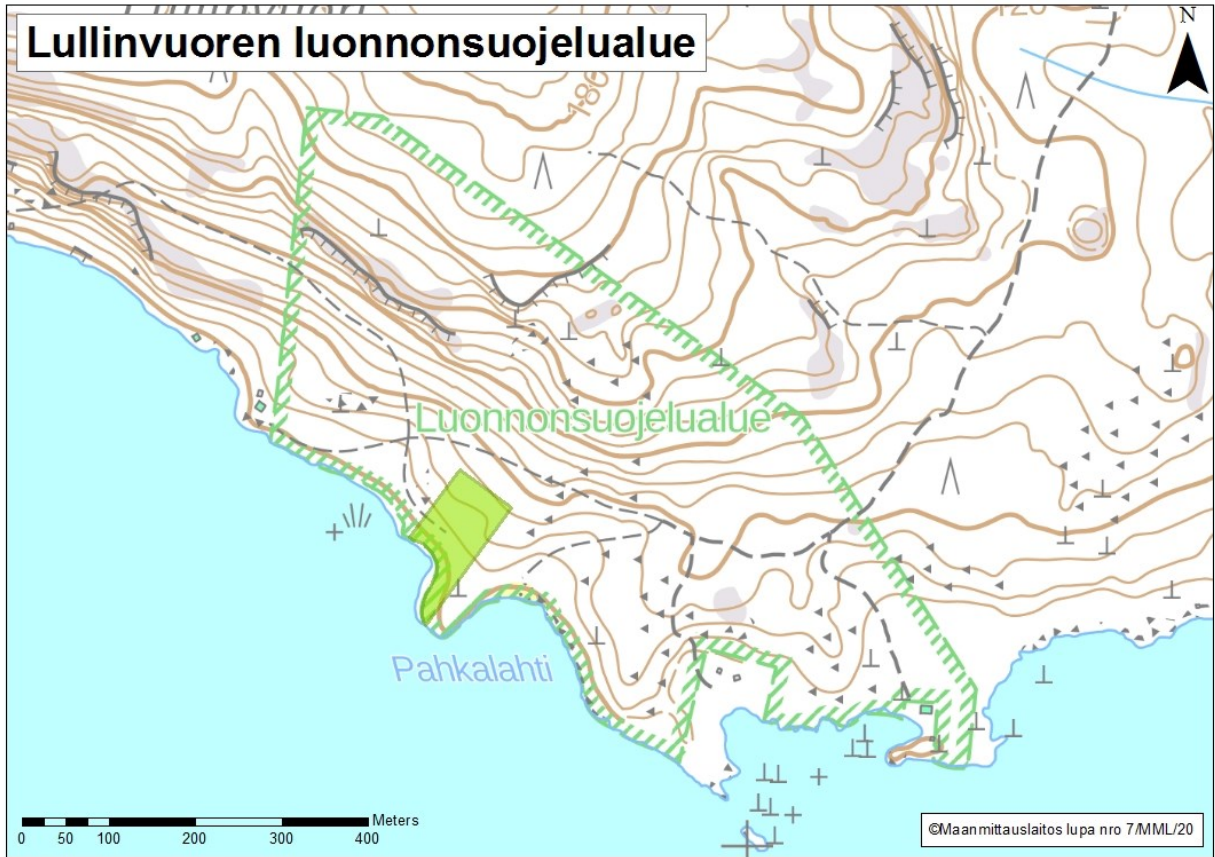 Lullinvuoren luonnonsuojelualue
N
Luonnonsuojelualue
Pahkalahti
Meters
0 50 100 200 300 400
©Maanmittauslaitos lupa nro 7/MML/20